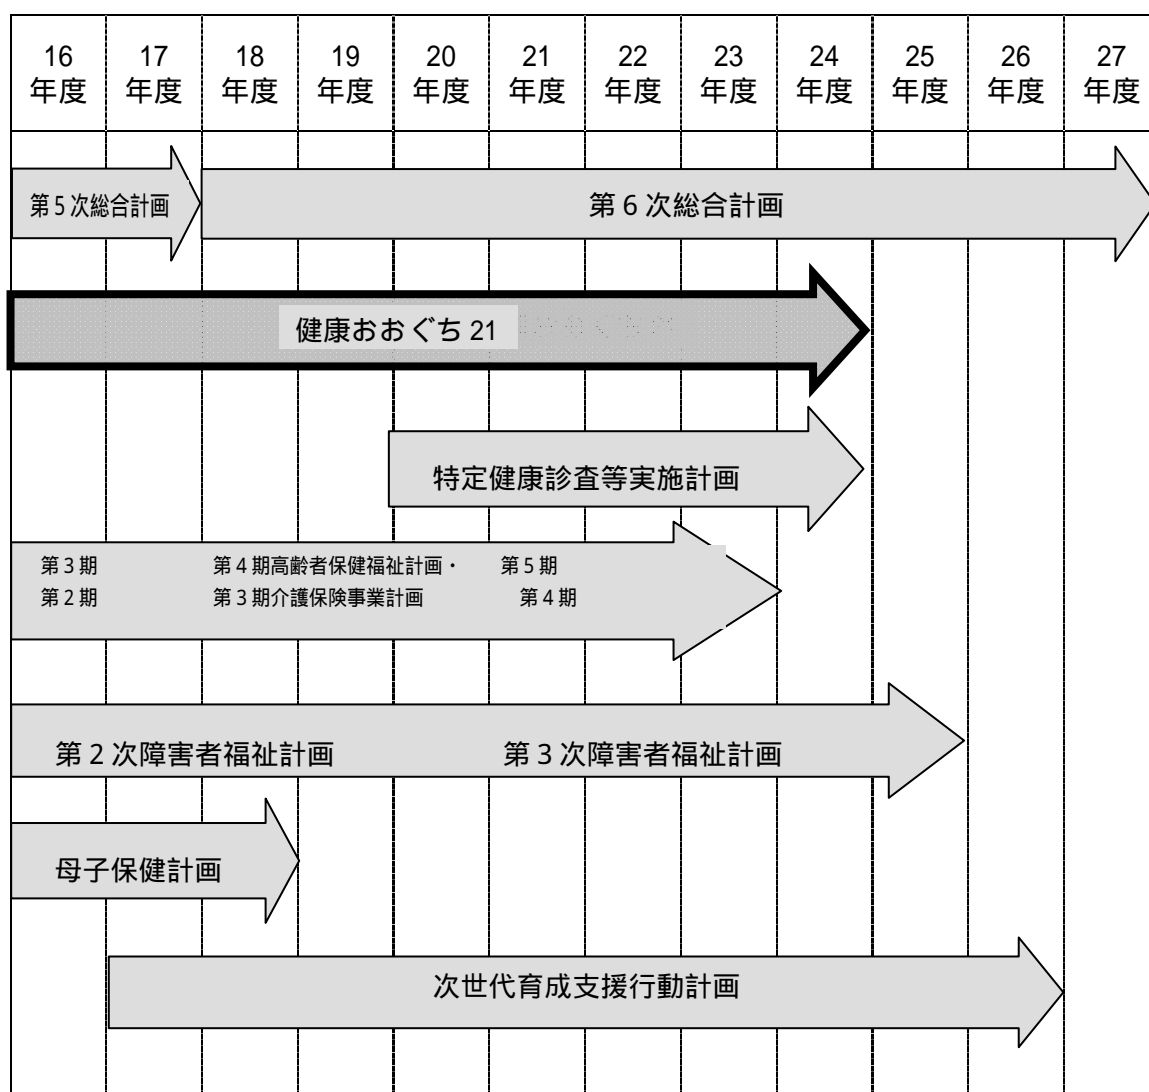 16 17 18 19 20 21 22 23 24 25 26 27
年度 年度 年度 年度 年度 年度 年度 年度 年度 年度 年度 年度
第5次総合計画 第6次総合計画
健康おおぐち21
特定健康診査等実施計画
第3期 第4期高齢者保健福祉計画・ 第5期
第2期 第3期介護保険事業計画 第4期
第2次障害者福祉計画 第3次障害者福祉計画
母子保健計画
次世代育成支援行動計画